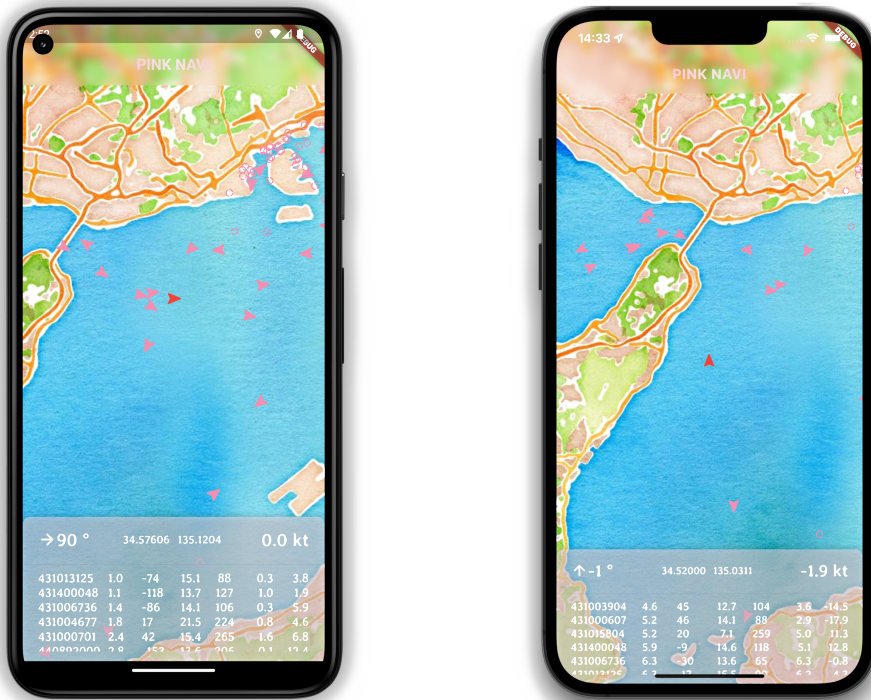 2:50
DEBUG
PINK NAVI
→90 ° 34.57606 135.1204 0.0 kt
431013125 1.0 -74 15.1 88 0.3 3.8
431400048 1.1 -118 13.7 127 1.0 1.9
431006736 1.4 -86 14.1 106 0.3 5.9
431004677 1.8 17 21.5 224 0.8 4.6
431000701 2.4 42 15.4 265 1.6 6.8
14:33
DEBUG
PINK NAVI
↑-1 ° 34.52000 135.0311 -1.9 kt
431003904 4.6 45 12.7 104 3.6 -14.5
431000607 5.2 46 14.1 88 2.9 -17.9
431015804 5.2 20 7.1 259 5.0 11.3
431400048 5.9 -9 14.6 118 5.1 12.8
431006736 6.3 -30 13.6 65 6.3 -0.8